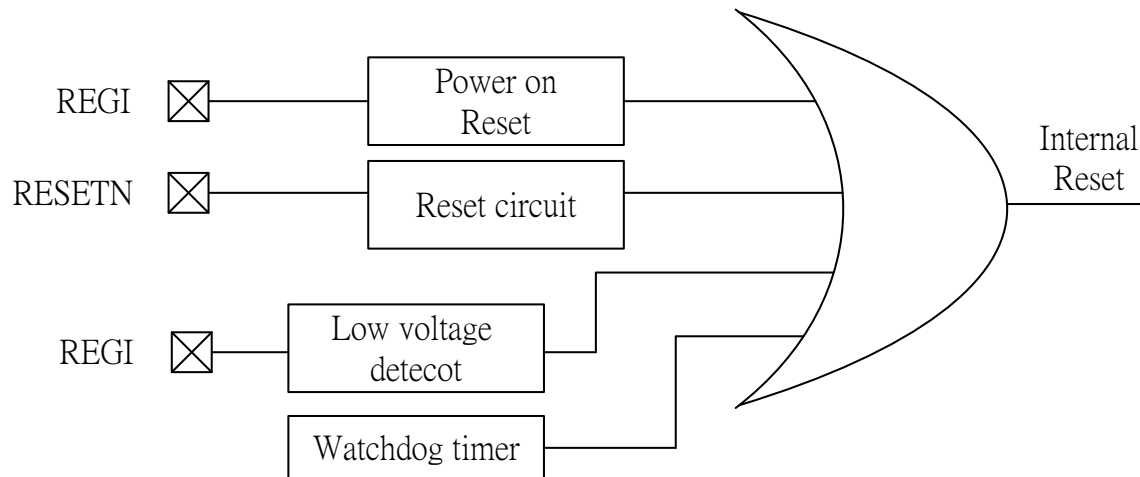 REGI
Power on
Reset
RESETN
Reset circuit
Internal
Reset
REGI
Low voltage
detecot
Watchdog timer